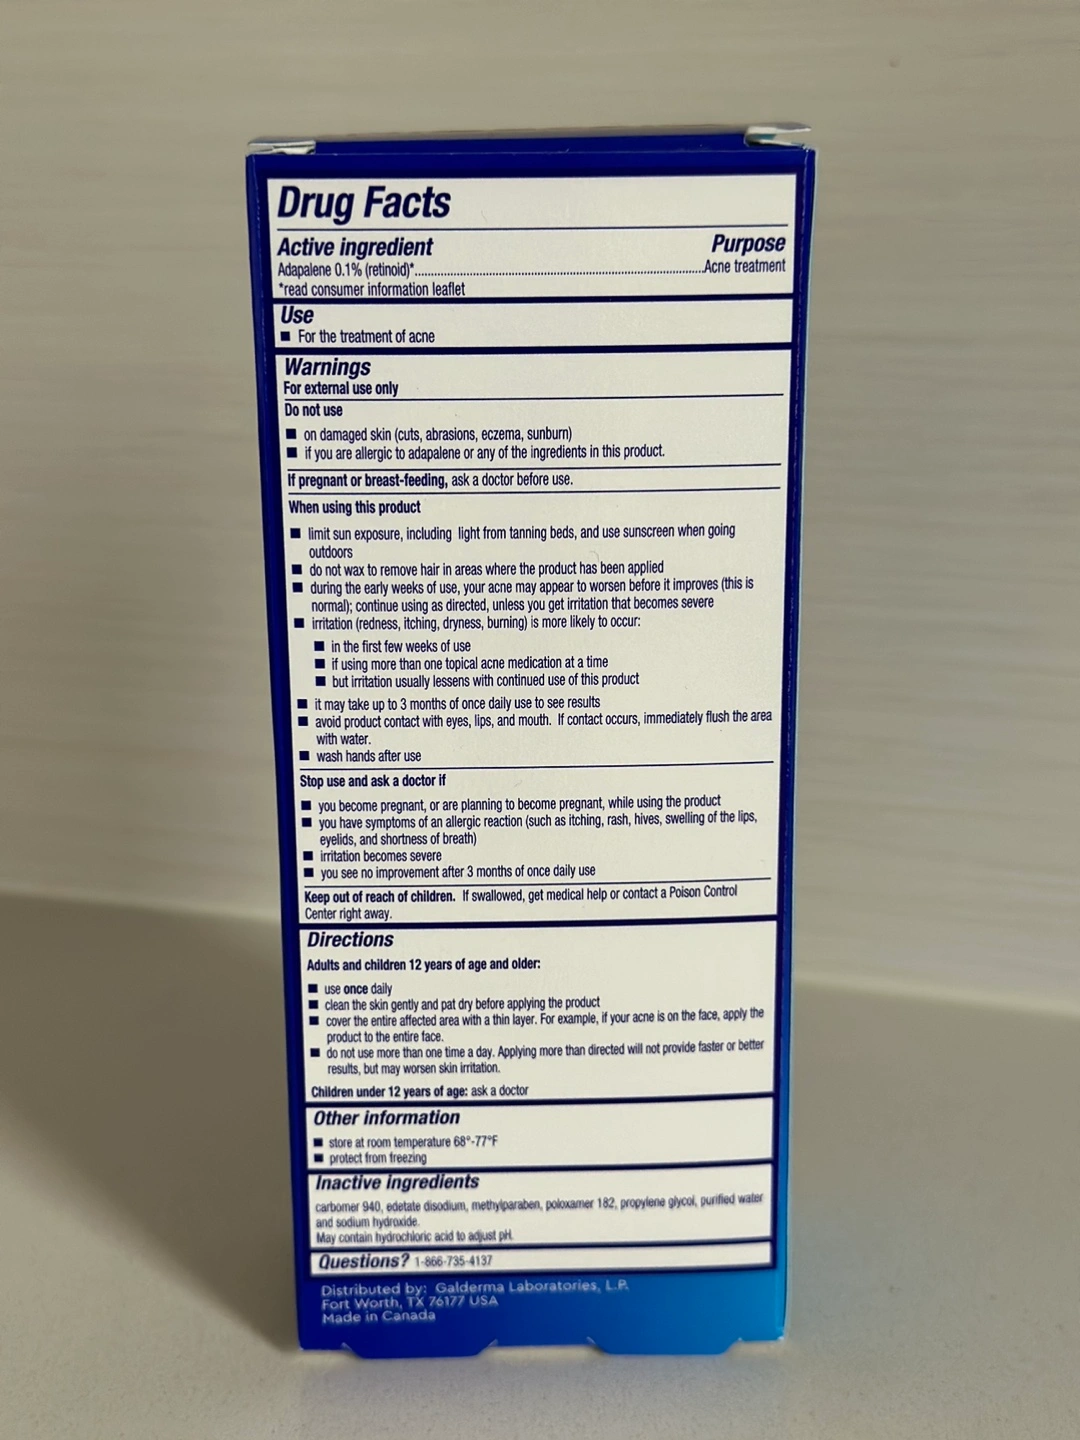 Drug Facts
Active ingredient Purpose
Adapalene 0.1% (retinoid)*................................................................................Acne treatment
*read consumer information leaflet
Use
■ For the treatment of acne
Warnings
For external use only
Do not use
■ on damaged skin (cuts, abrasions, eczema, sunburn)
■ if you are allergic to adapalene or any of the ingredients in this product.
If pregnant or breast-feeding, ask a doctor before use.
When using this product
■ limit sun exposure, including light from tanning beds, and use sunscreen when going
outdoors
■ do not wax to remove hair in areas where the product has been applied
■ during the early weeks of use, your acne may appear to worsen before it improves (this is
normal); continue using as directed, unless you get irritation that becomes severe
■ irritation (redness, itching, dryness, burning) is more likely to occur:
■ in the first few weeks of use
■ if using more than one topical acne medication at a time
■ but irritation usually lessens with continued use of this product
■ it may take up to 3 months of once daily use to see results
■ avoid product contact with eyes, lips, and mouth. If contact occurs, immediately flush the area
with water.
■ wash hands after use
Stop use and ask a doctor if
■ you become pregnant, or are planning to become pregnant, while using the product
■ you have symptoms of an allergic reaction (such as itching, rash, hives, swelling of the lips,
eyelids, and shortness of breath)
■ irritation becomes severe
■ you see no improvement after 3 months of once daily use
Keep out of reach of children. If swallowed, get medical help or contact a Poison Control
Center right away.
Directions
Adults and children 12 years of age and older:
■ use once daily
■ clean the skin gently and pat dry before applying the product
■ cover the entire affected area with a thin layer. For example, if your acne is on the face, apply the
product to the entire face.
■ do not use more than one time a day. Applying more than directed will not provide faster or better
results, but may worsen skin irritation.
Children under 12 years of age: ask a doctor
Other information
■ store at room temperature 68°-77°F
■ protect from freezing
Inactive ingredients
carbomer 940, edetate disodium, methylparaben, poloxamer 182, propylene glycol, purified water
and sodium hydroxide.
May contain hydrochloric acid to adjust pH.
Questions? 1-866-735-4137
Distributed by: Galderma Laboratories, L.P.
Fort Worth, TX 76177 USA
Made in Canada